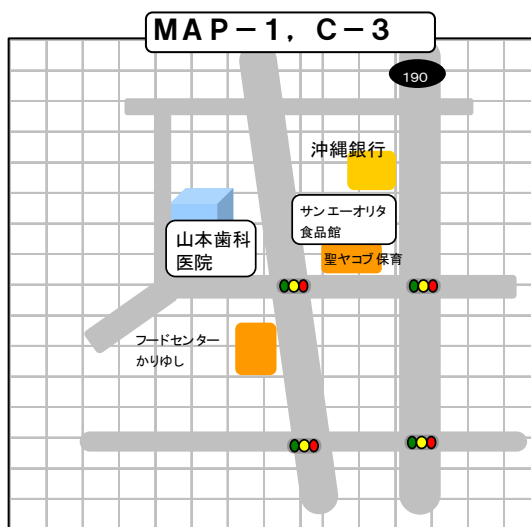 MAP－1，C－3
190
沖縄銀行
サンエーオリタ
食品館
山本歯科
医院
聖ヤコブ保育
フードセンター
かりゆし